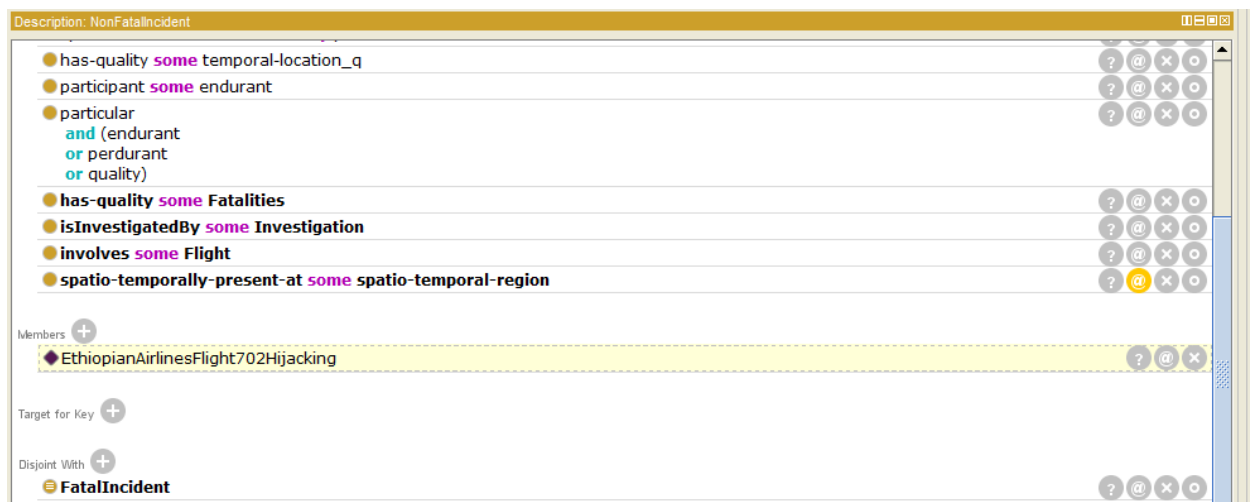 Description: NonFatalIncident
has-quality some temporal-location_q
participant some endurant
particular
and (endurant
or perdurant
or quality)
has-quality some Fatalities
isInvestigatedBy some Investigation
involves some Flight
spatio-temporally-present-at some spatio-temporal-region
Members
EthiopianAirlinesFlight702Hijacking
Target for Key
Disjoint With
FatalIncident